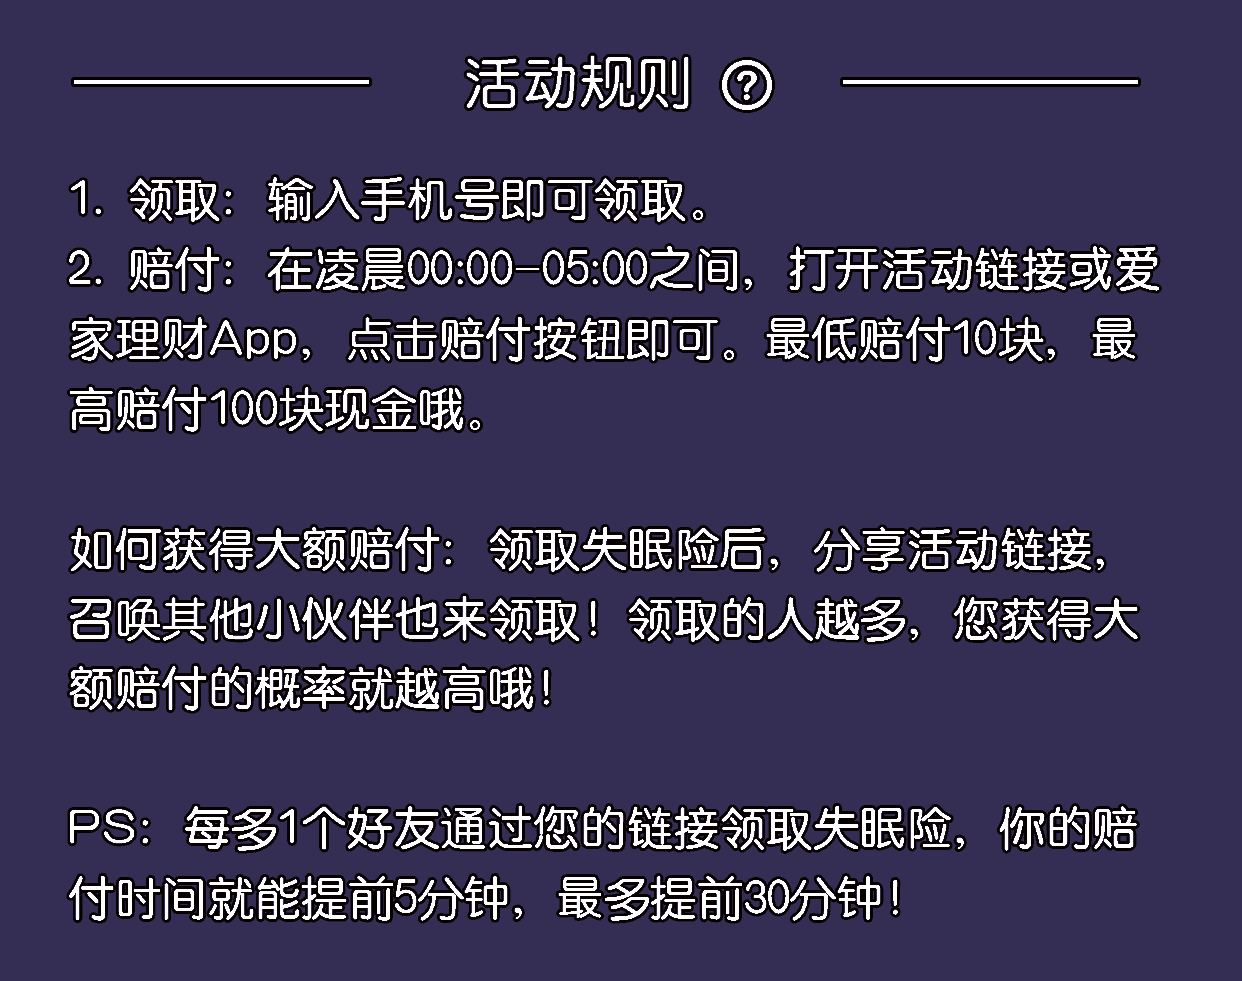 活动规则 ?
1. 领取：输入手机号即可领取。
2. 赔付：在凌晨00:00-05:00之间，打开活动链接或爱
家理财App，点击赔付按钮即可。最低赔付10块，最
高赔付100块现金哦。
如何获得大额赔付：领取失眠险后，分享活动链接，
召唤其他小伙伴也来领取！领取的人越多，您获得大
额赔付的概率就越高哦！
PS：每多1个好友通过您的链接领取失眠险，你的赔
付时间就能提前5分钟，最多提前30分钟！